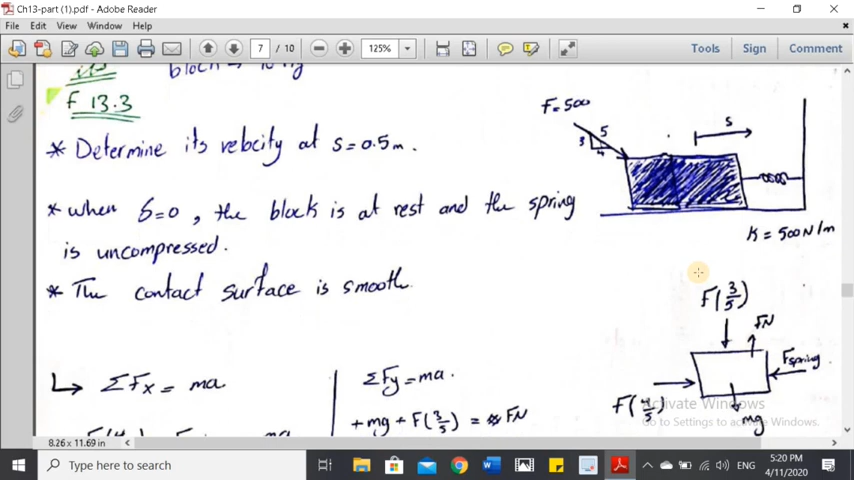 Ch13-part (1).pdf - Adobe Reader
File Edit View Window Help
7 / 10 125% Tools Sign Comment
block → 10 kg
F 13.3
* Determine its velocity at s=0.5m.
* when S=0, the block is at rest and the spring
is uncompressed.
* The contact surface is smooth
F=500
5
3
4
s
K = 500 N/m
F(3/5)
FN
Fspring
F(4/5)
mg
ΣFx = ma
ΣFy = ma.
+mg + F(3/5) = FN
Activate Windows
Go to Settings to activate Windows.
8.26 x 11.69 in
Type here to search
ENG
5:20 PM
4/11/2020